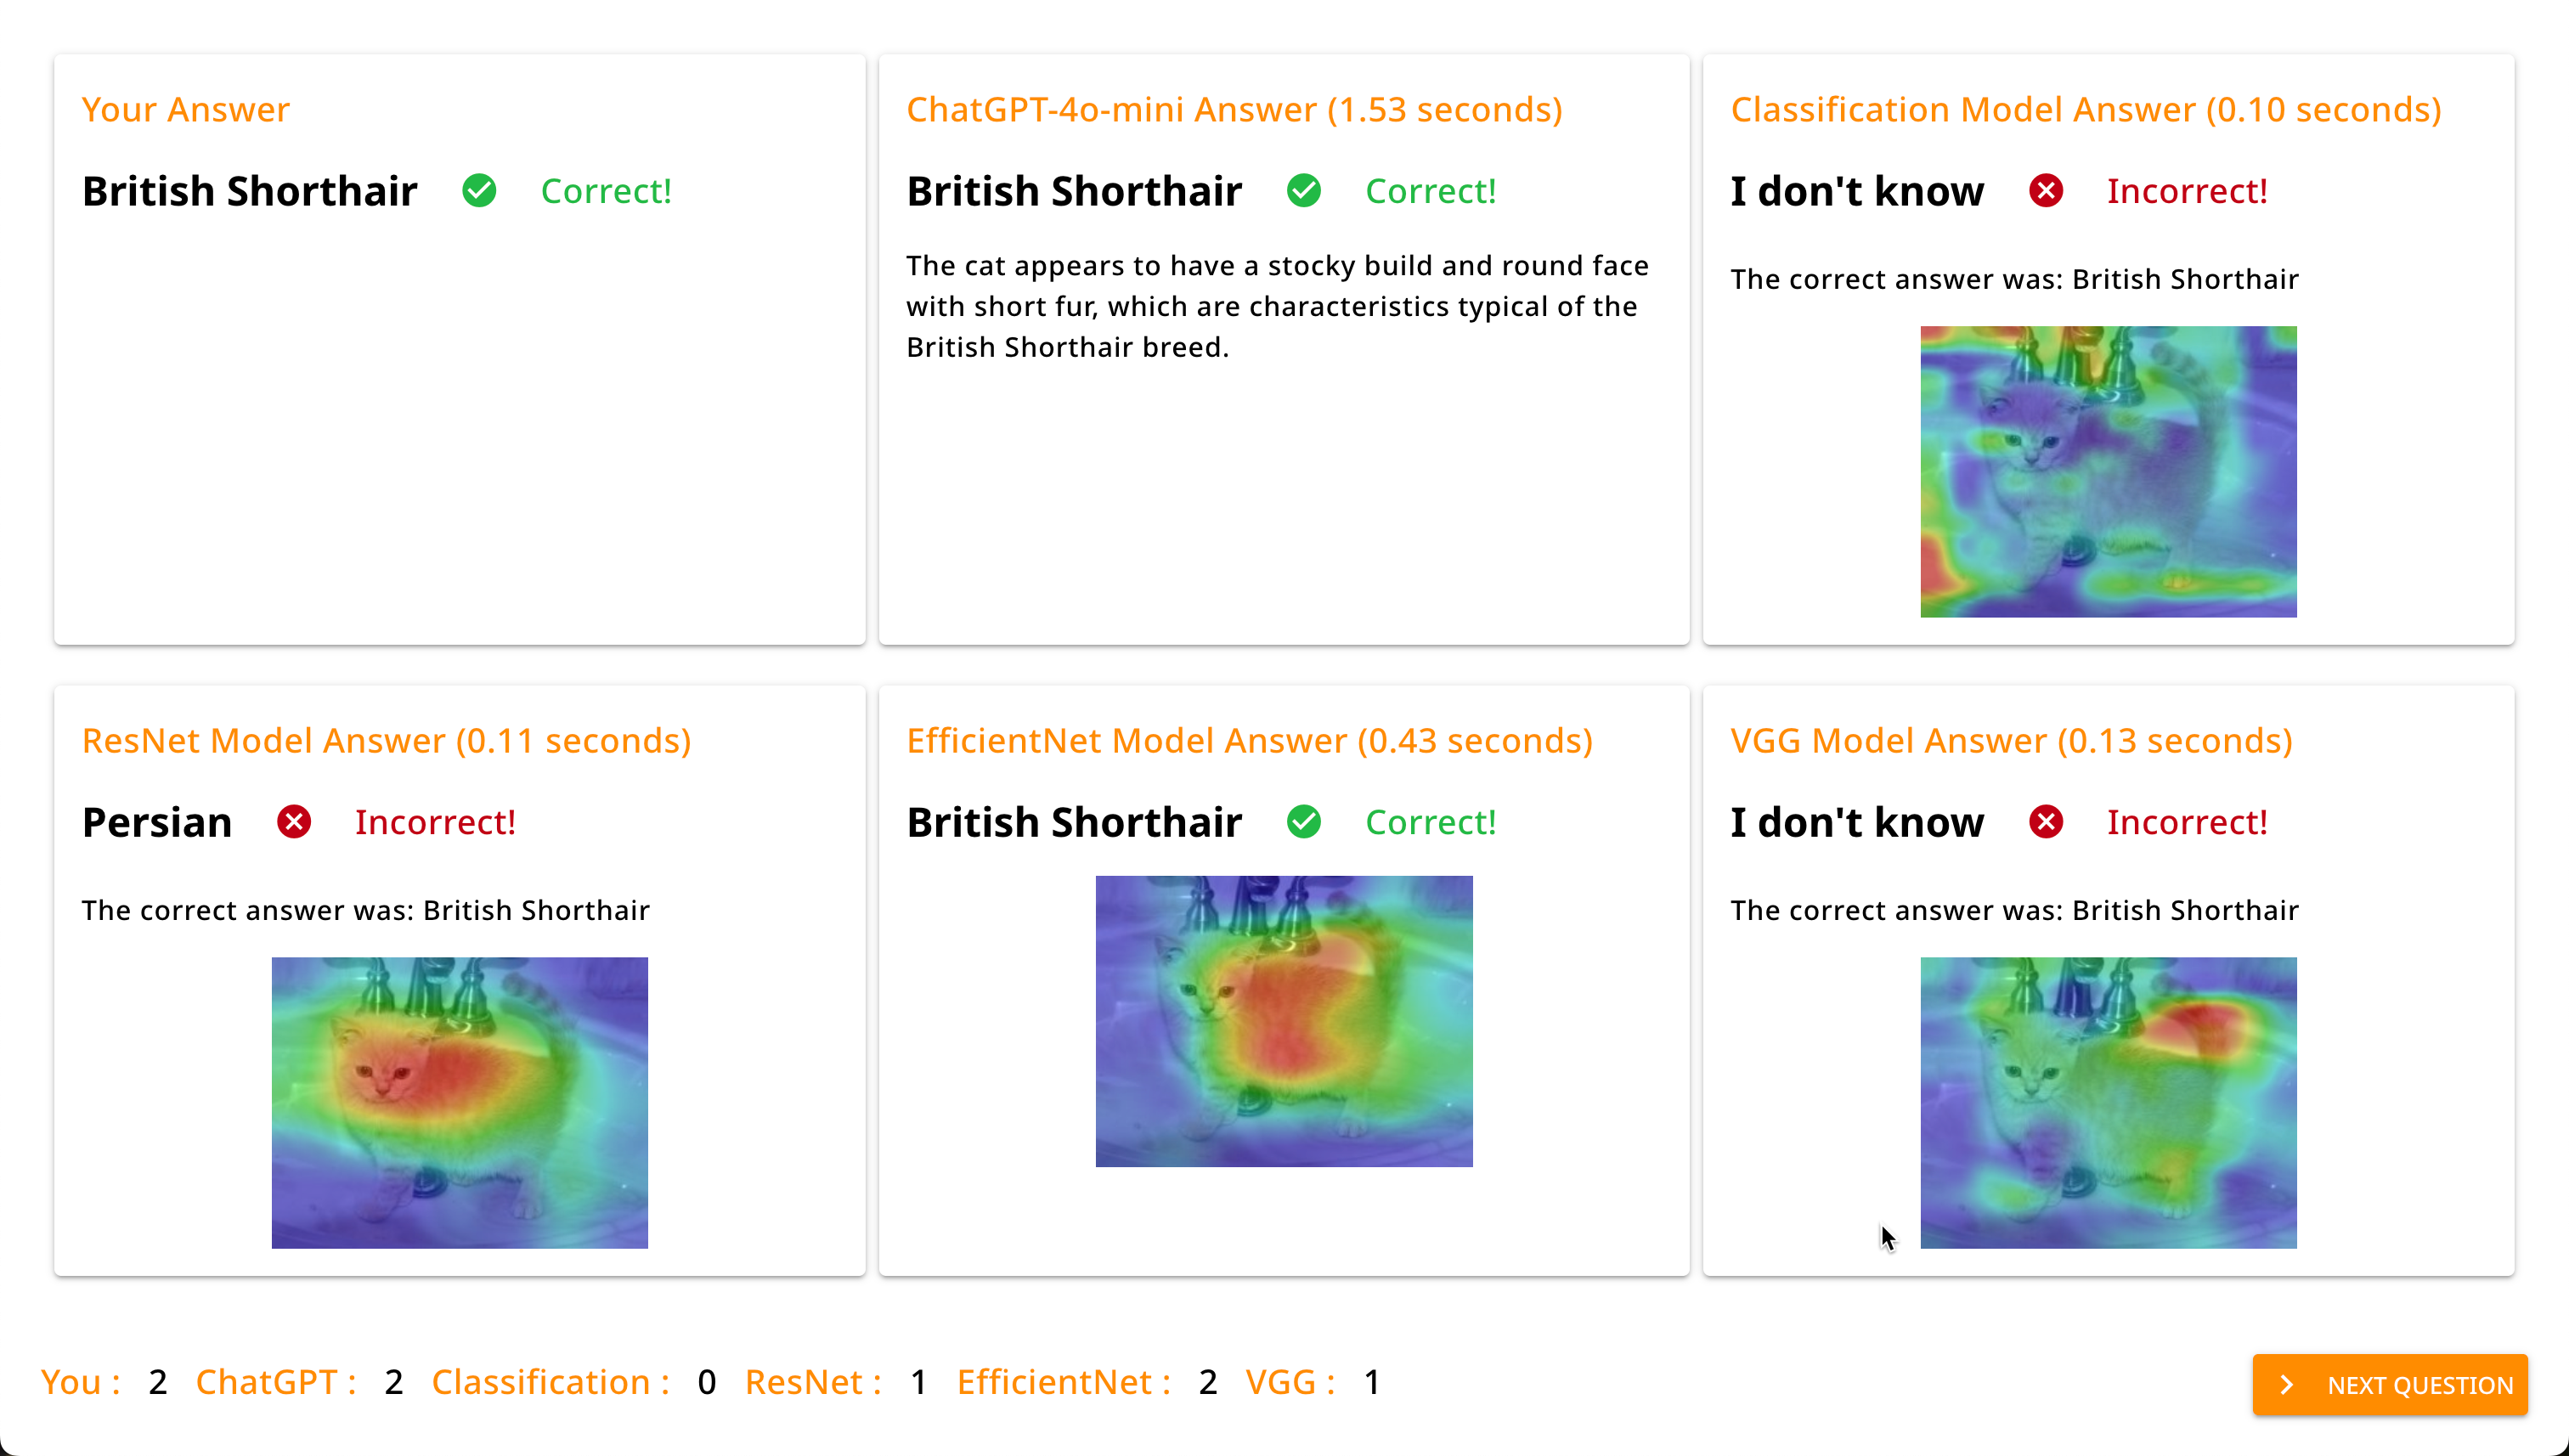 Your Answer
British Shorthair Correct!
ChatGPT-4o-mini Answer (1.53 seconds)
British Shorthair Correct!
The cat appears to have a stocky build and round face
with short fur, which are characteristics typical of the
British Shorthair breed.
Classification Model Answer (0.10 seconds)
I don't know Incorrect!
The correct answer was: British Shorthair
ResNet Model Answer (0.11 seconds)
Persian Incorrect!
The correct answer was: British Shorthair
EfficientNet Model Answer (0.43 seconds)
British Shorthair Correct!
VGG Model Answer (0.13 seconds)
I don't know Incorrect!
The correct answer was: British Shorthair
You : 2 ChatGPT : 2 Classification : 0 ResNet : 1 EfficientNet : 2 VGG : 1
NEXT QUESTION